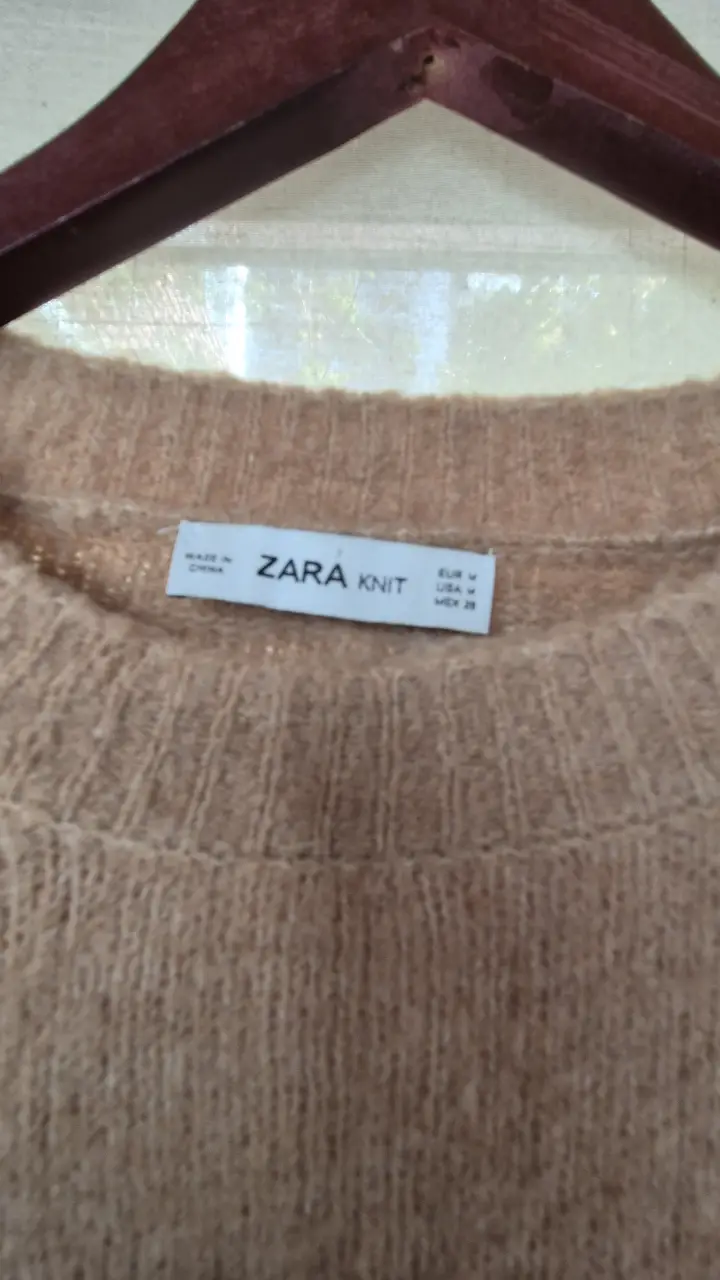 MADE IN
CHINA
ZARA KNIT
EUR M
USA M
MEX 28